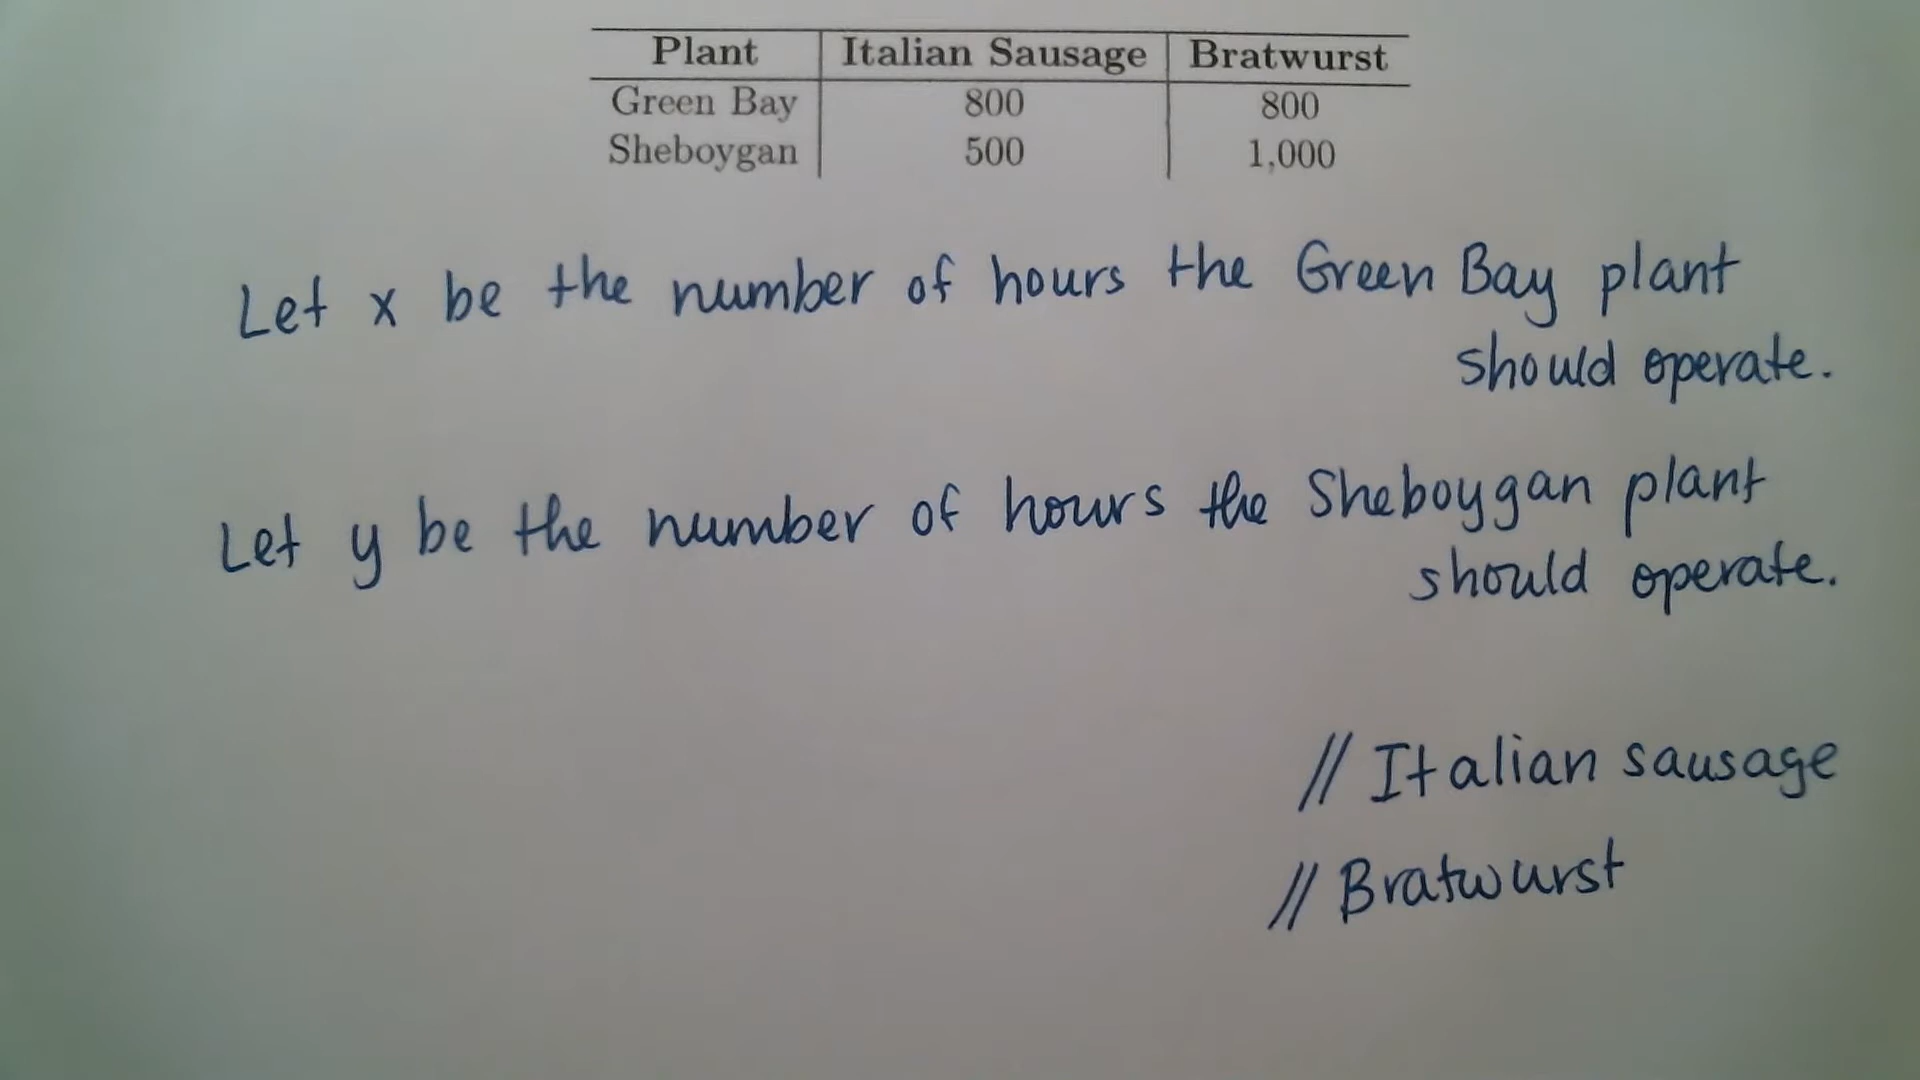 Plant Italian Sausage Bratwurst
Green Bay 800 800
Sheboygan 500 1,000
Let x be the number of hours the Green Bay plant
should operate.
Let y be the number of hours the Sheboygan plant
should operate.
// Italian sausage
// Bratwurst